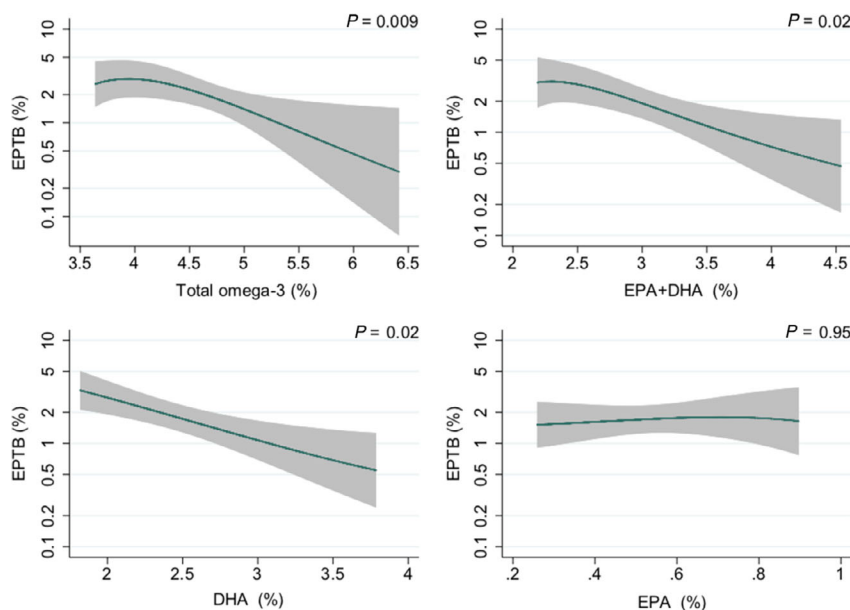 P = 0.009
EPTB (%)
10
5
2
1
0.5
0.2
0.1
3.5 4 4.5 5 5.5 6 6.5
Total omega-3 (%)
P = 0.02
EPTB (%)
10
5
2
1
0.5
0.2
0.1
2 2.5 3 3.5 4 4.5
EPA+DHA (%)
P = 0.02
EPTB (%)
10
5
2
1
0.5
0.2
0.1
2 2.5 3 3.5 4
DHA (%)
P = 0.95
EPTB (%)
10
5
2
1
0.5
0.2
0.1
.2 .4 .6 .8 1
EPA (%)